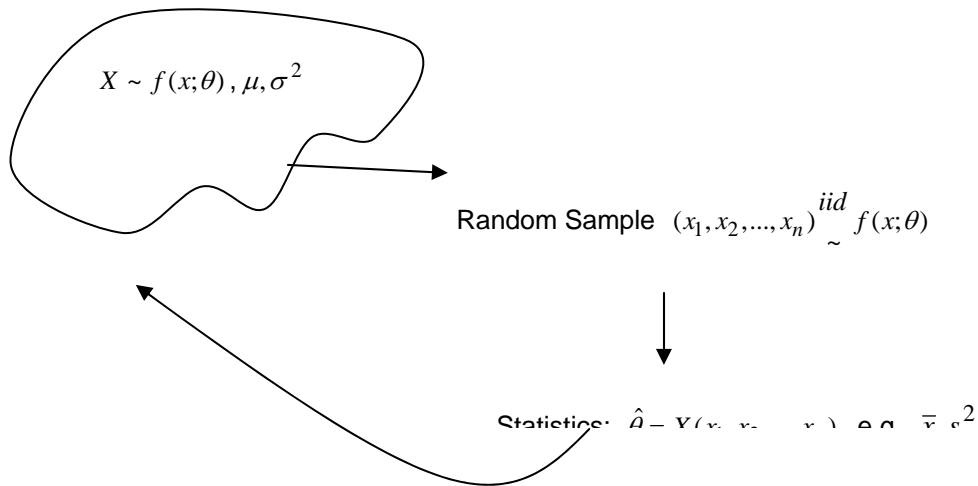 X ~ f(x;θ), μ, σ²
Random Sample (x₁, x₂,..., xₙ) iid ~ f(x;θ)
Statistics: θ̂ = X(x₁, x₂, ..., xₙ) e.g. x̄, s²